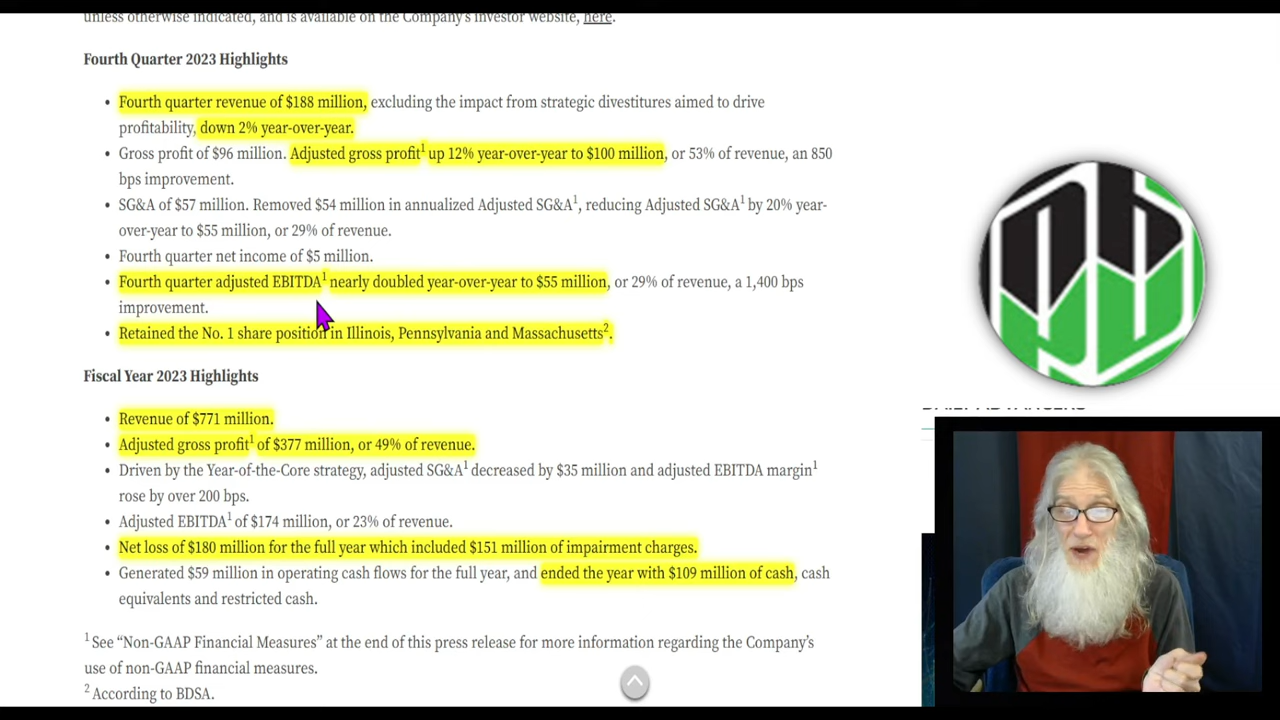 unless otherwise indicated, and is available on the Company's investor website, here.
Fourth Quarter 2023 Highlights
• Fourth quarter revenue of $188 million, excluding the impact from strategic divestitures aimed to drive
profitability, down 2% year-over-year.
• Gross profit of $96 million. Adjusted gross profit¹ up 12% year-over-year to $100 million, or 53% of revenue, an 850
bps improvement.
• SG&A of $57 million. Removed $54 million in annualized Adjusted SG&A¹, reducing Adjusted SG&A¹ by 20% year-
over-year to $55 million, or 29% of revenue.
• Fourth quarter net income of $5 million.
• Fourth quarter adjusted EBITDA¹ nearly doubled year-over-year to $55 million, or 29% of revenue, a 1,400 bps
improvement.
• Retained the No. 1 share position in Illinois, Pennsylvania and Massachusetts².
Fiscal Year 2023 Highlights
• Revenue of $771 million.
• Adjusted gross profit¹ of $377 million, or 49% of revenue.
• Driven by the Year-of-the-Core strategy, adjusted SG&A¹ decreased by $35 million and adjusted EBITDA margin¹
rose by over 200 bps.
• Adjusted EBITDA¹ of $174 million, or 23% of revenue.
• Net loss of $180 million for the full year which included $151 million of impairment charges.
• Generated $59 million in operating cash flows for the full year, and ended the year with $109 million of cash, cash
equivalents and restricted cash.
¹ See “Non-GAAP Financial Measures” at the end of this press release for more information regarding the Company's
use of non-GAAP financial measures.
² According to BDSA.